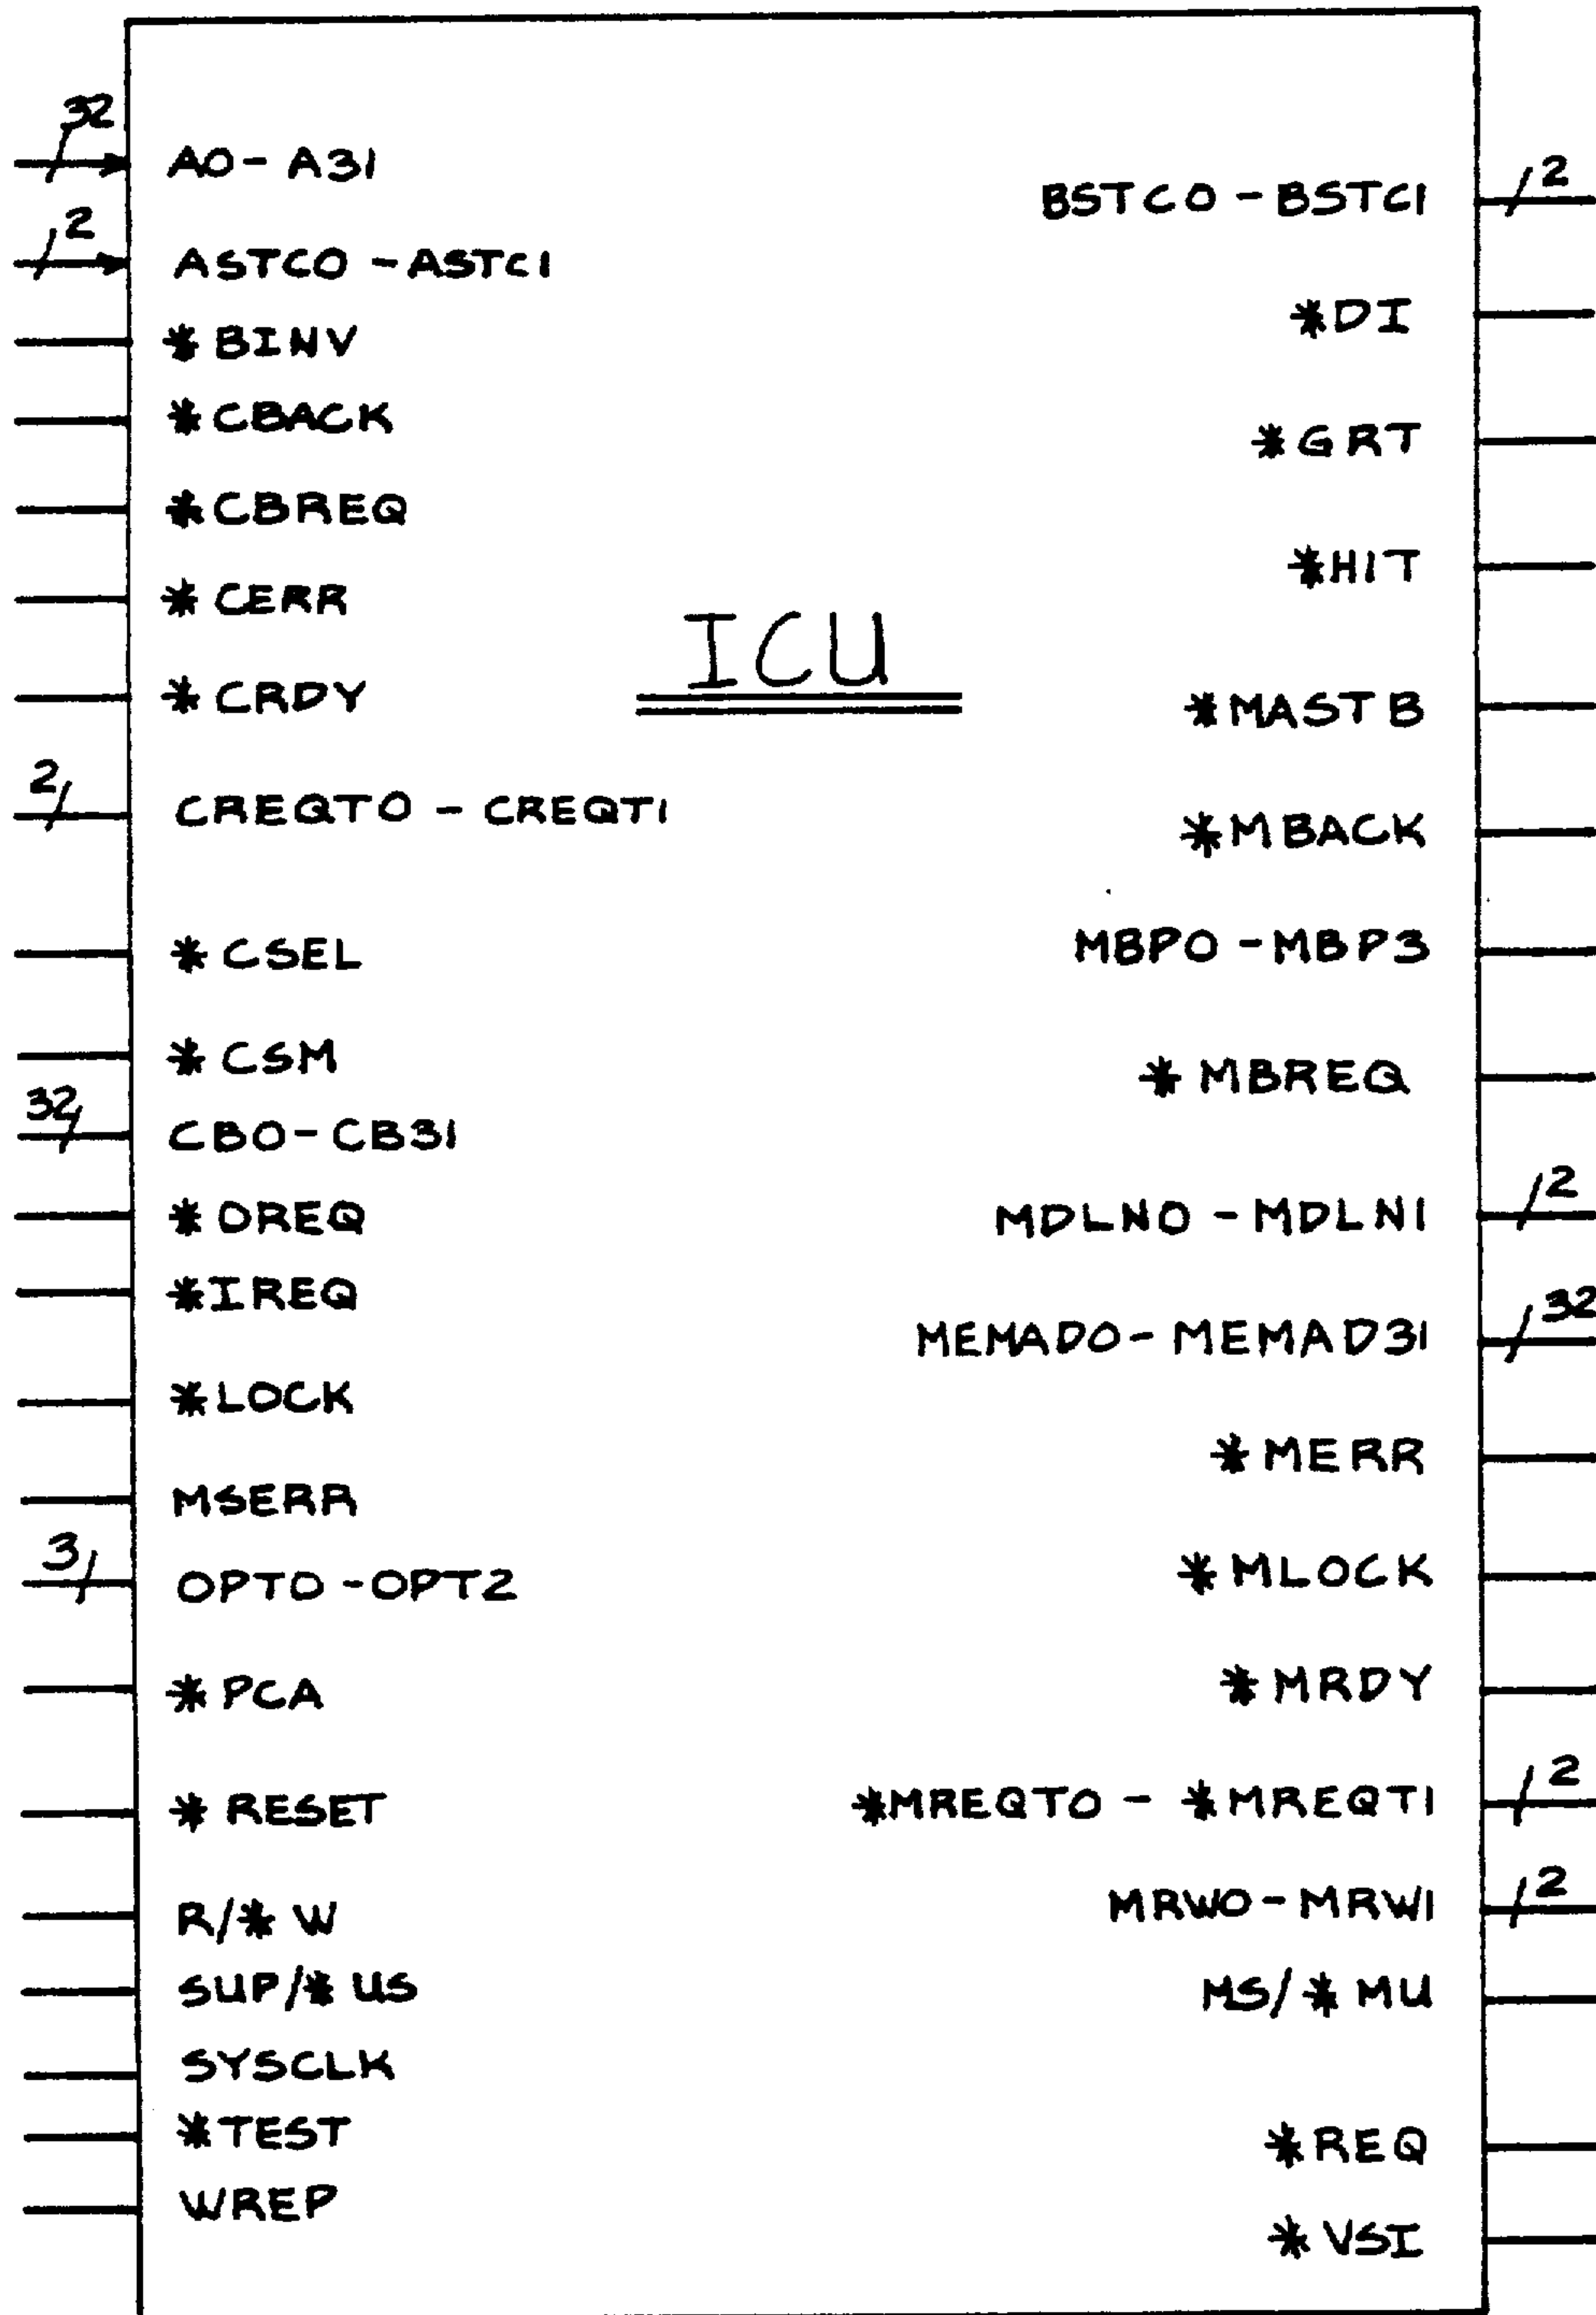 32
A0 - A31
2
ASTC0 - ASTC1
*BINV
*CBACK
*CBREQ
*CERR
*CRDY
2
CREQT0 - CREQT1
*CSEL
*CSM
32
CB0 - CB31
*DREQ
*IREQ
*LOCK
MSERR
3
OPT0 - OPT2
*PCA
*RESET
R/*W
SUP/*US
SYSCLK
*TEST
WREP
ICU
BSTC0 - BSTC1
2
*DI
*GRT
*HIT
*MASTB
*MBACK
MBP0 - MBP3
*MBREQ
MDLN0 - MDLN1
2
MEMAD0 - MEMAD31
32
*MERR
*MLOCK
*MRDY
*MREQT0 - *MREQT1
2
MRW0 - MRW1
2
MS/*MU
*REQ
*VSI